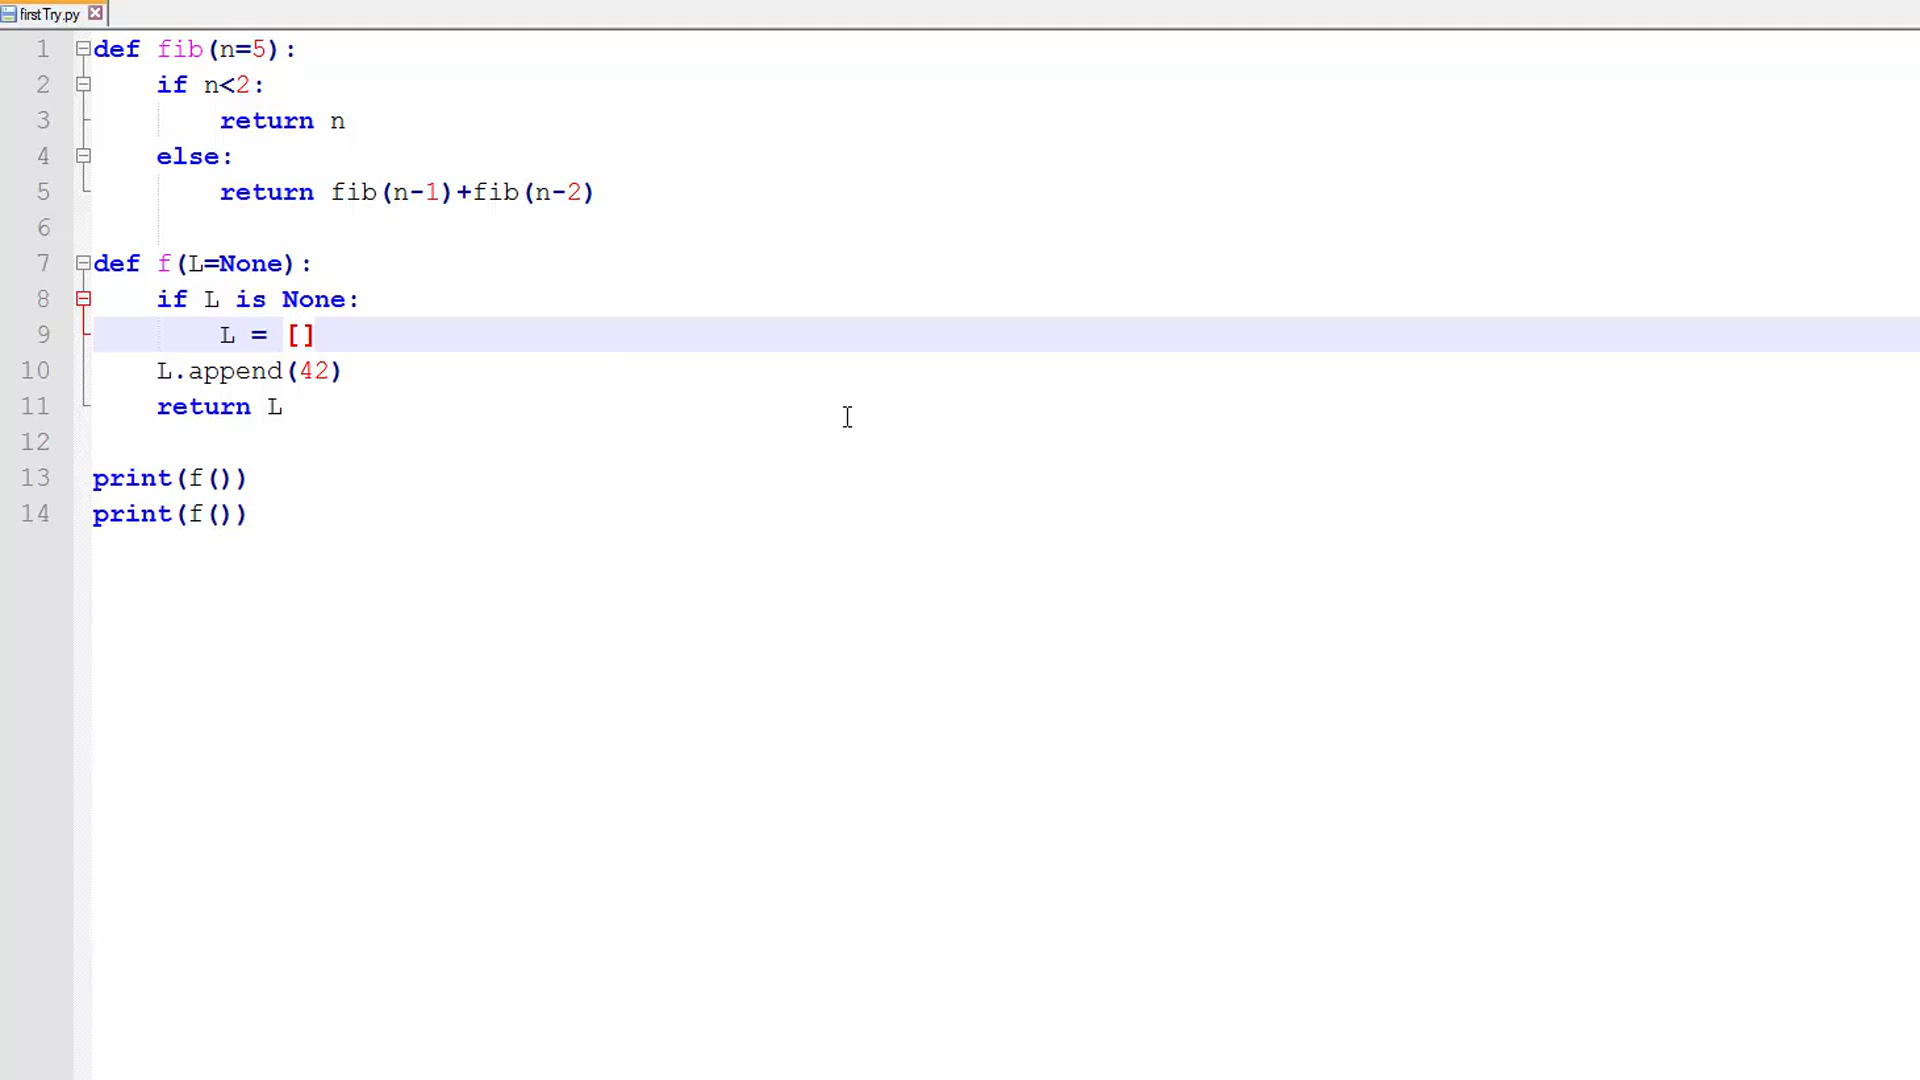 firstTry.py
1 def fib(n=5):
2     if n<2:
3         return n
4     else:
5         return fib(n-1)+fib(n-2)
6
7 def f(L=None):
8     if L is None:
9         L = []
10     L.append(42)
11     return L
12
13 print(f())
14 print(f())